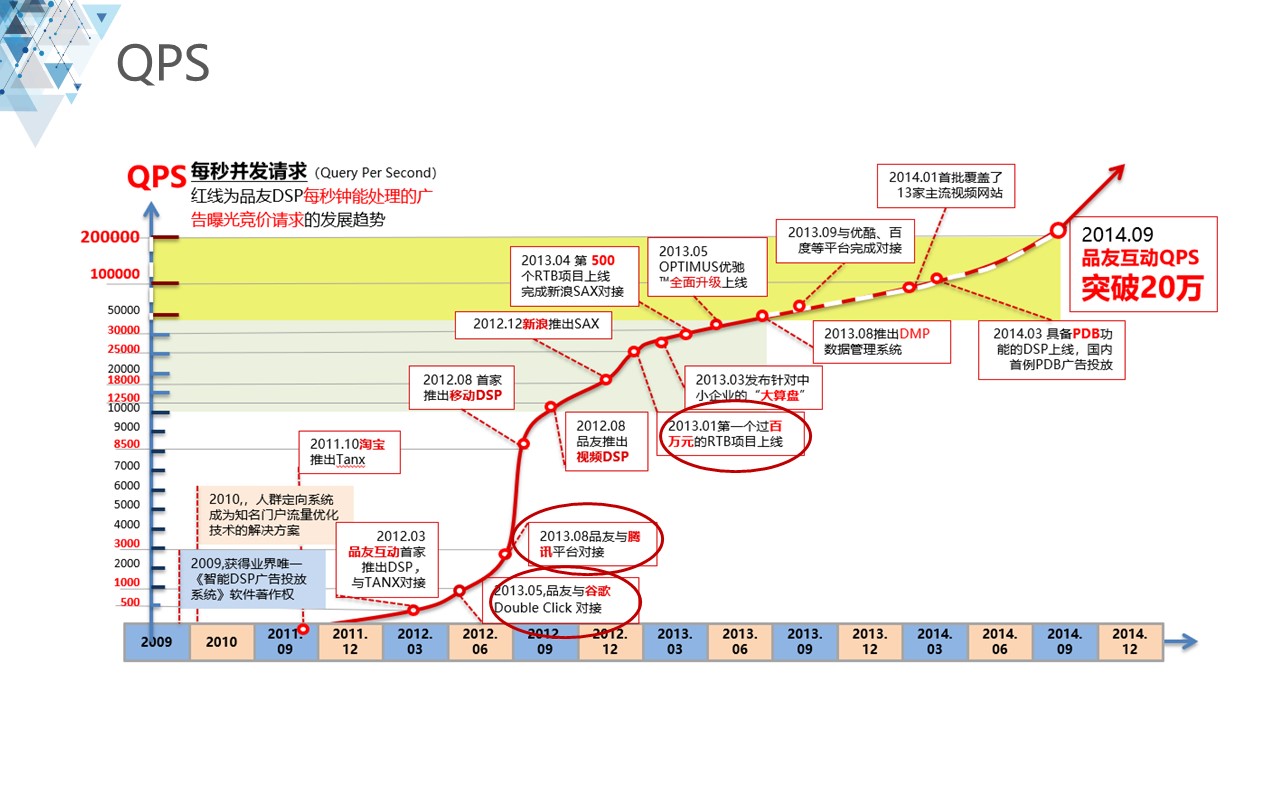 QPS
QPS 每秒并发请求（Query Per Second）
红线为品友DSP每秒钟能处理的广
告曝光竞价请求的发展趋势
200000
100000
50000
30000
25000
20000
18000
12500
10000
9000
8500
7000
6000
5000
4000
3000
2000
1000
500
2009,获得业界唯一
《智能DSP广告投放
系统》软件著作权
2010,，人群定向系统
成为知名门户流量优化
技术的解决方案
2011.10淘宝
推出Tanx
2012.03
品友互动首家
推出DSP，
与TANX对接
2013.05,品友与谷歌
Double Click 对接
2013.08品友与腾
讯平台对接
2012.08 首家
推出移动DSP
2012.08
品友推出
视频DSP
2012.12新浪推出SAX
2013.01第一个过百
万元的RTB项目上线
2013.03发布针对中
小企业的“大算盘”
2013.04 第 500
个RTB项目上线
完成新浪SAX对接
2013.05
OPTIMUS优驰
™全面升级上线
2013.08推出DMP
数据管理系统
2013.09与优酷、百
度等平台完成对接
2014.01首批覆盖了
13家主流视频网站
2014.03 具备PDB功
能的DSP上线，国内
首例PDB广告投放
2014.09
品友互动QPS
突破20万
2009
2010
2011.
09
2011.
12
2012.
03
2012.
06
2012.
09
2012.
12
2013.
03
2013.
06
2013.
09
2013.
12
2014.
03
2014.
06
2014.
09
2014.
12